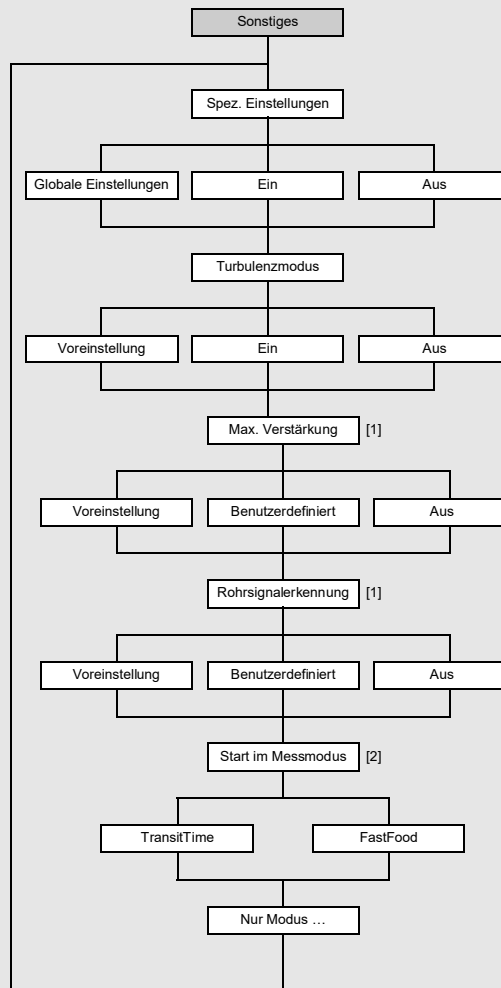 Sonstiges
Spez. Einstellungen
Globale Einstellungen Ein Aus
Turbulenzmodus
Voreinstellung Ein Aus
Max. Verstärkung [1]
Voreinstellung Benutzerdefiniert Aus
Rohrsignalerkennung [1]
Voreinstellung Benutzerdefiniert Aus
Start im Messmodus [2]
TransitTime FastFood
Nur Modus …